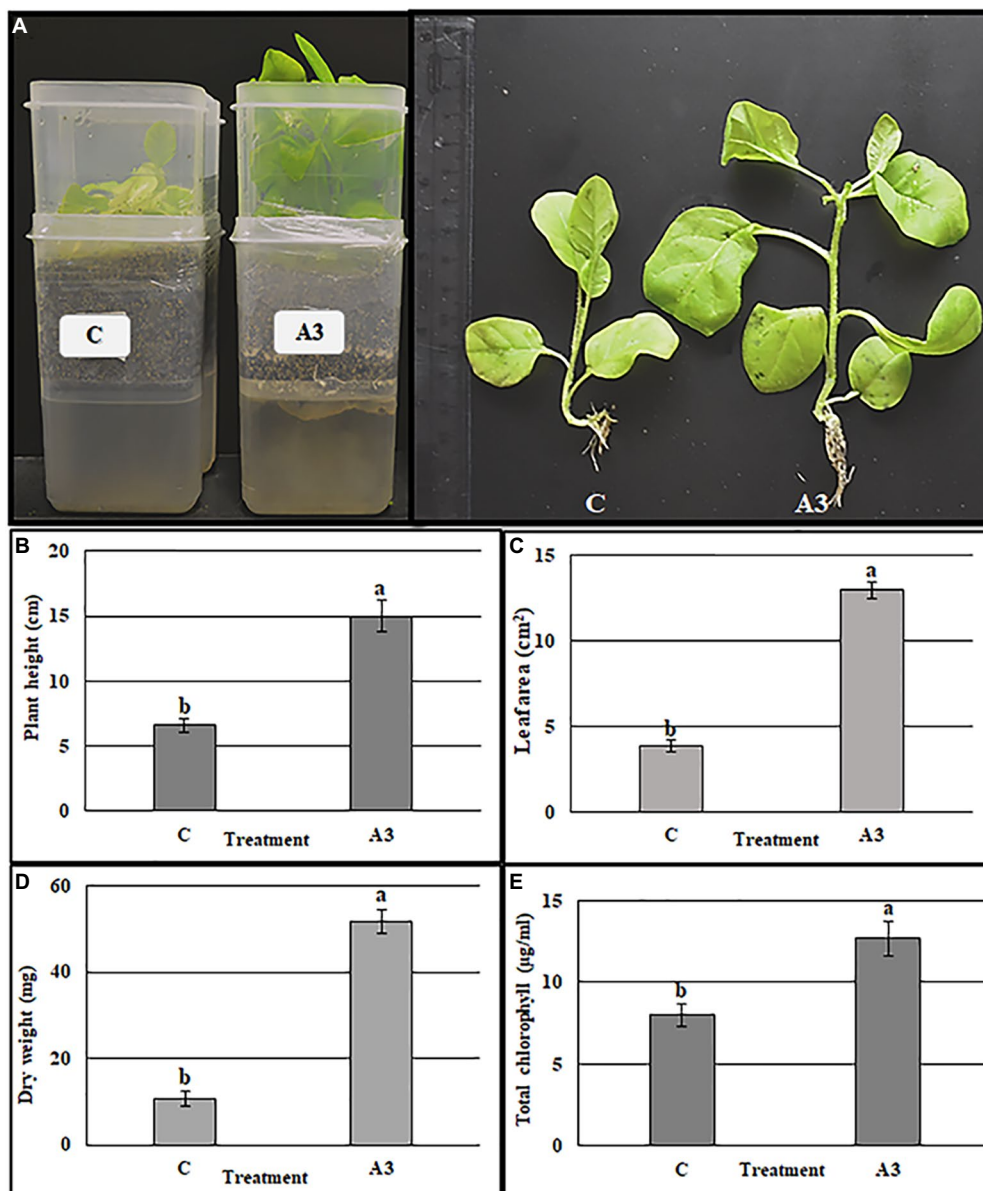 A
C
A3
C
A3
B
20
15
10
5
0
Plant height (cm)
b
a
C
Treatment
A3
C
15
10
5
0
Leaf area (cm²)
b
a
C
Treatment
A3
D
60
40
20
0
Dry weight (mg)
b
a
C
Treatment
A3
E
15
10
5
0
Total chlorophyll (µg/ml)
b
a
C
Treatment
A3